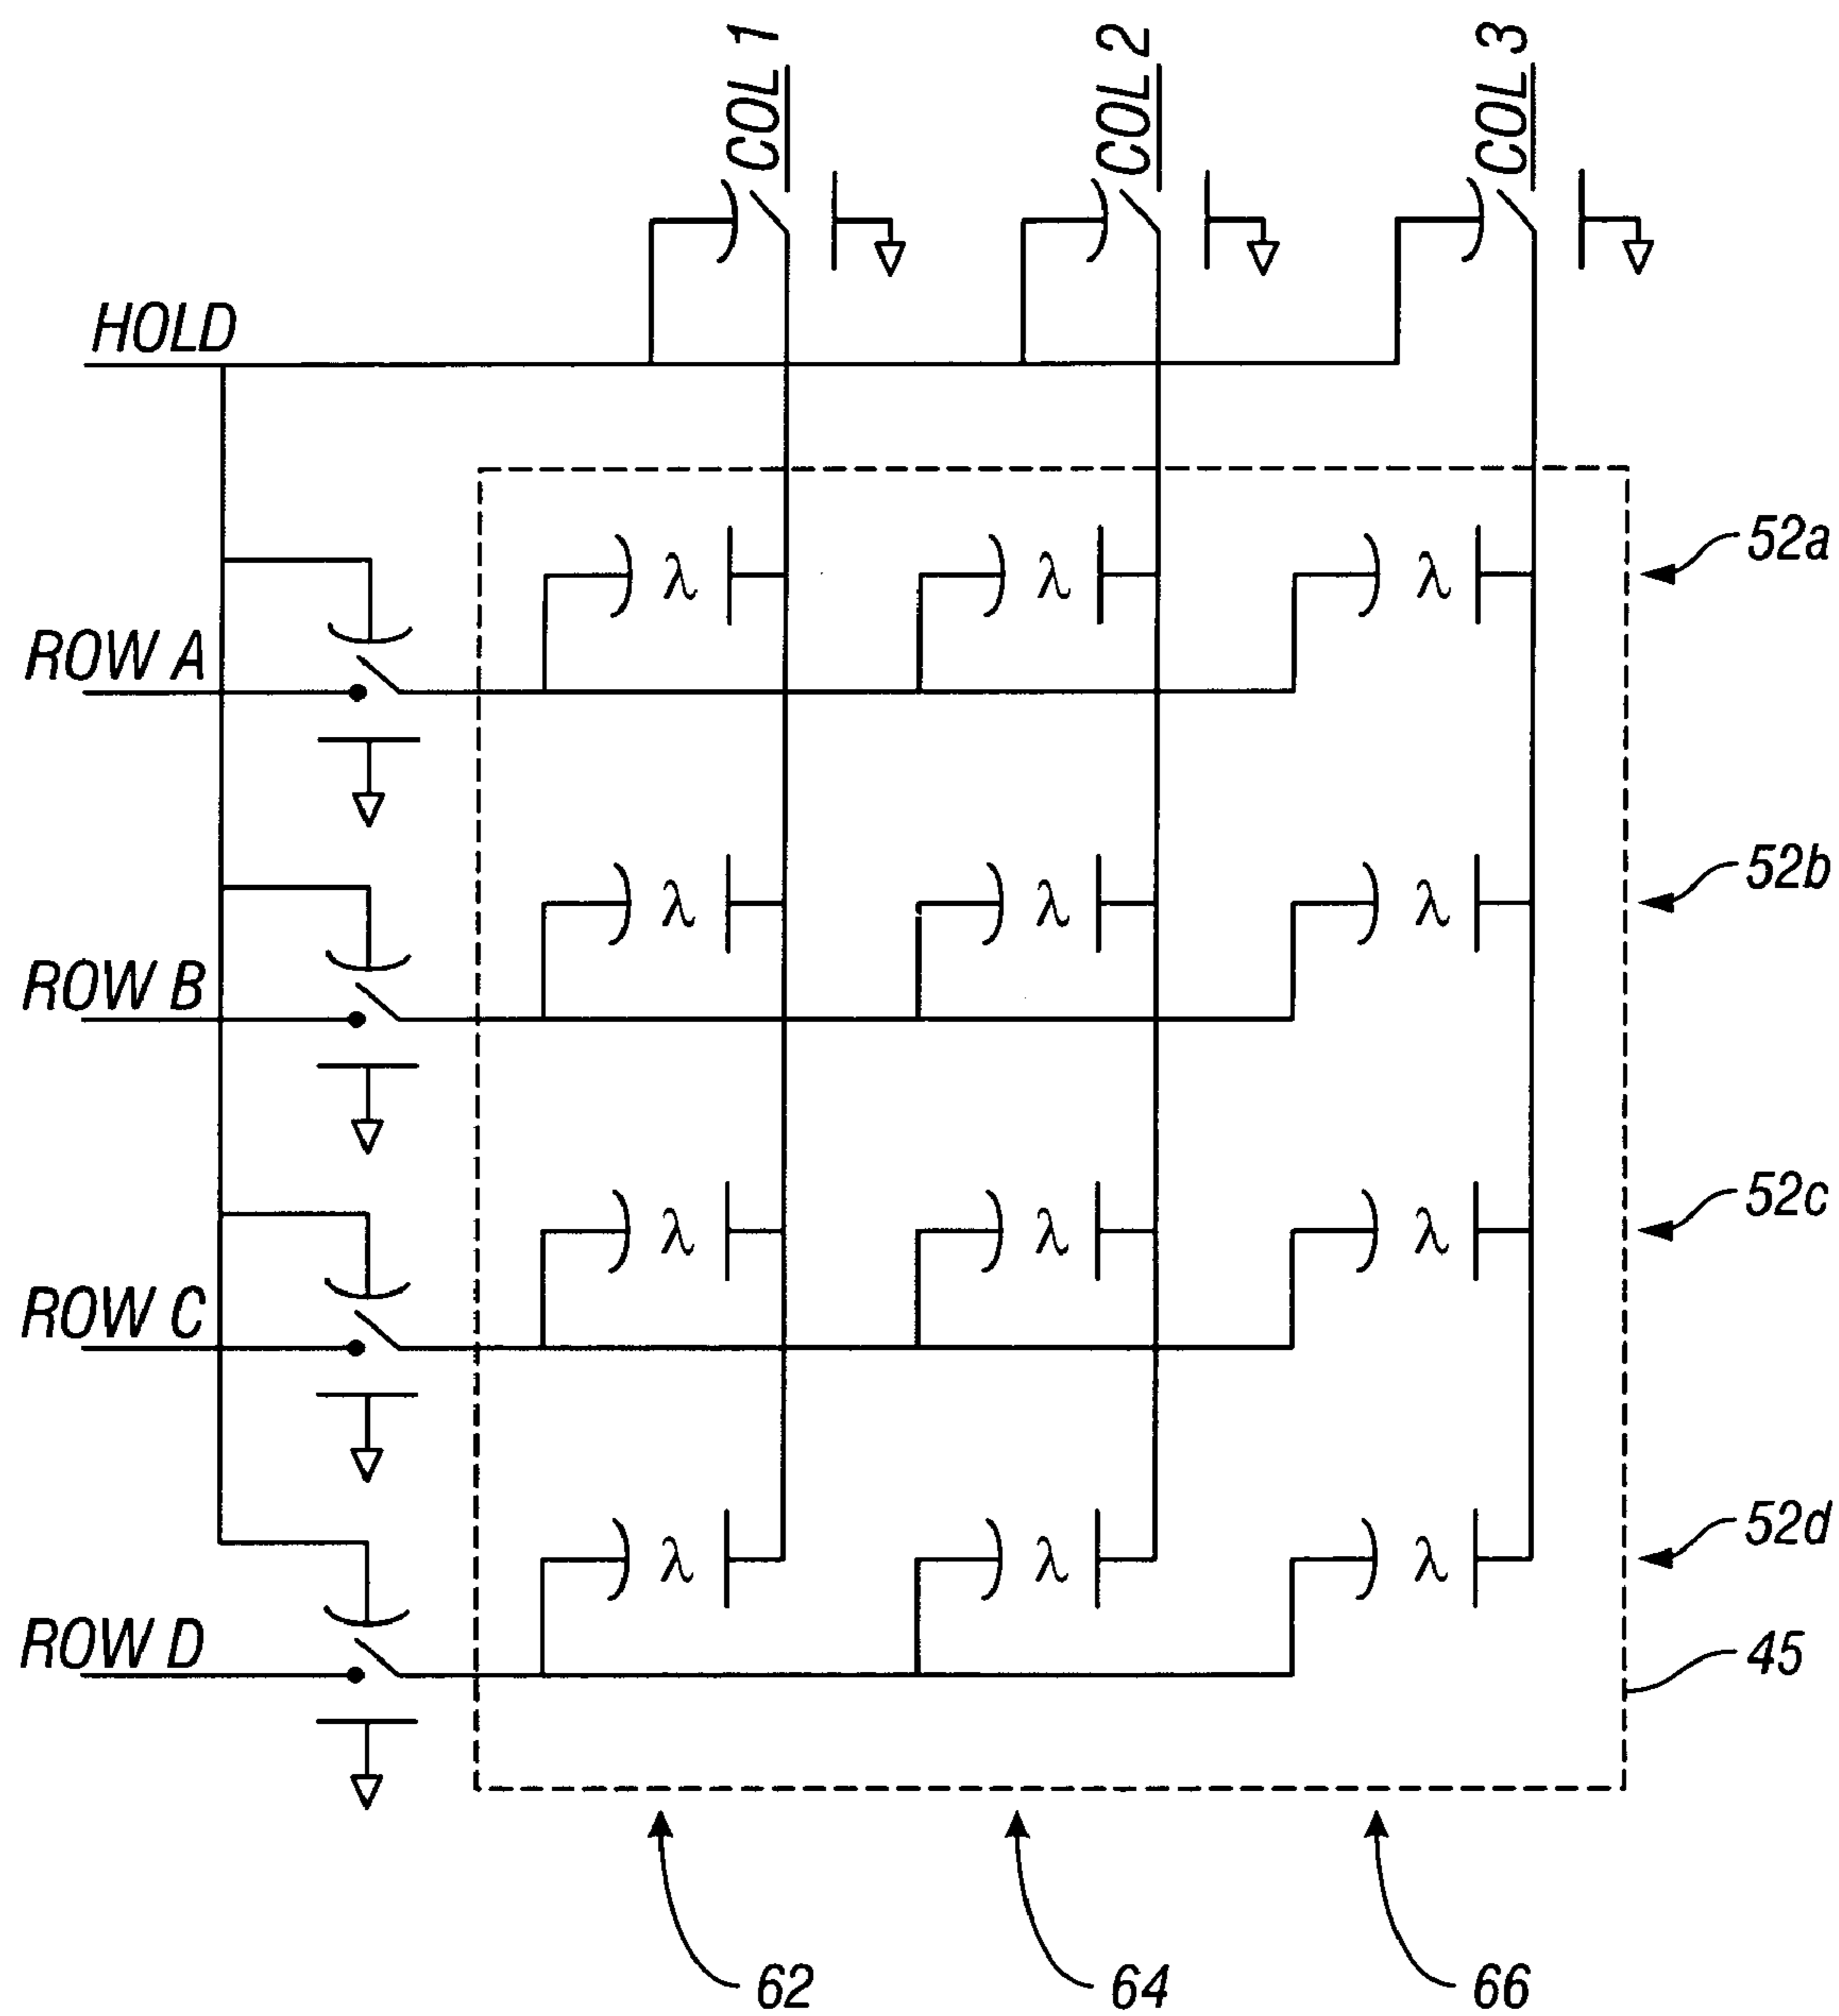 COL 1
COL 2
COL 3
HOLD
λ λ λ
52a
ROW A
λ λ λ
52b
ROW B
λ λ λ
52c
ROW C
λ λ λ
52d
ROW D
45
62
64
66